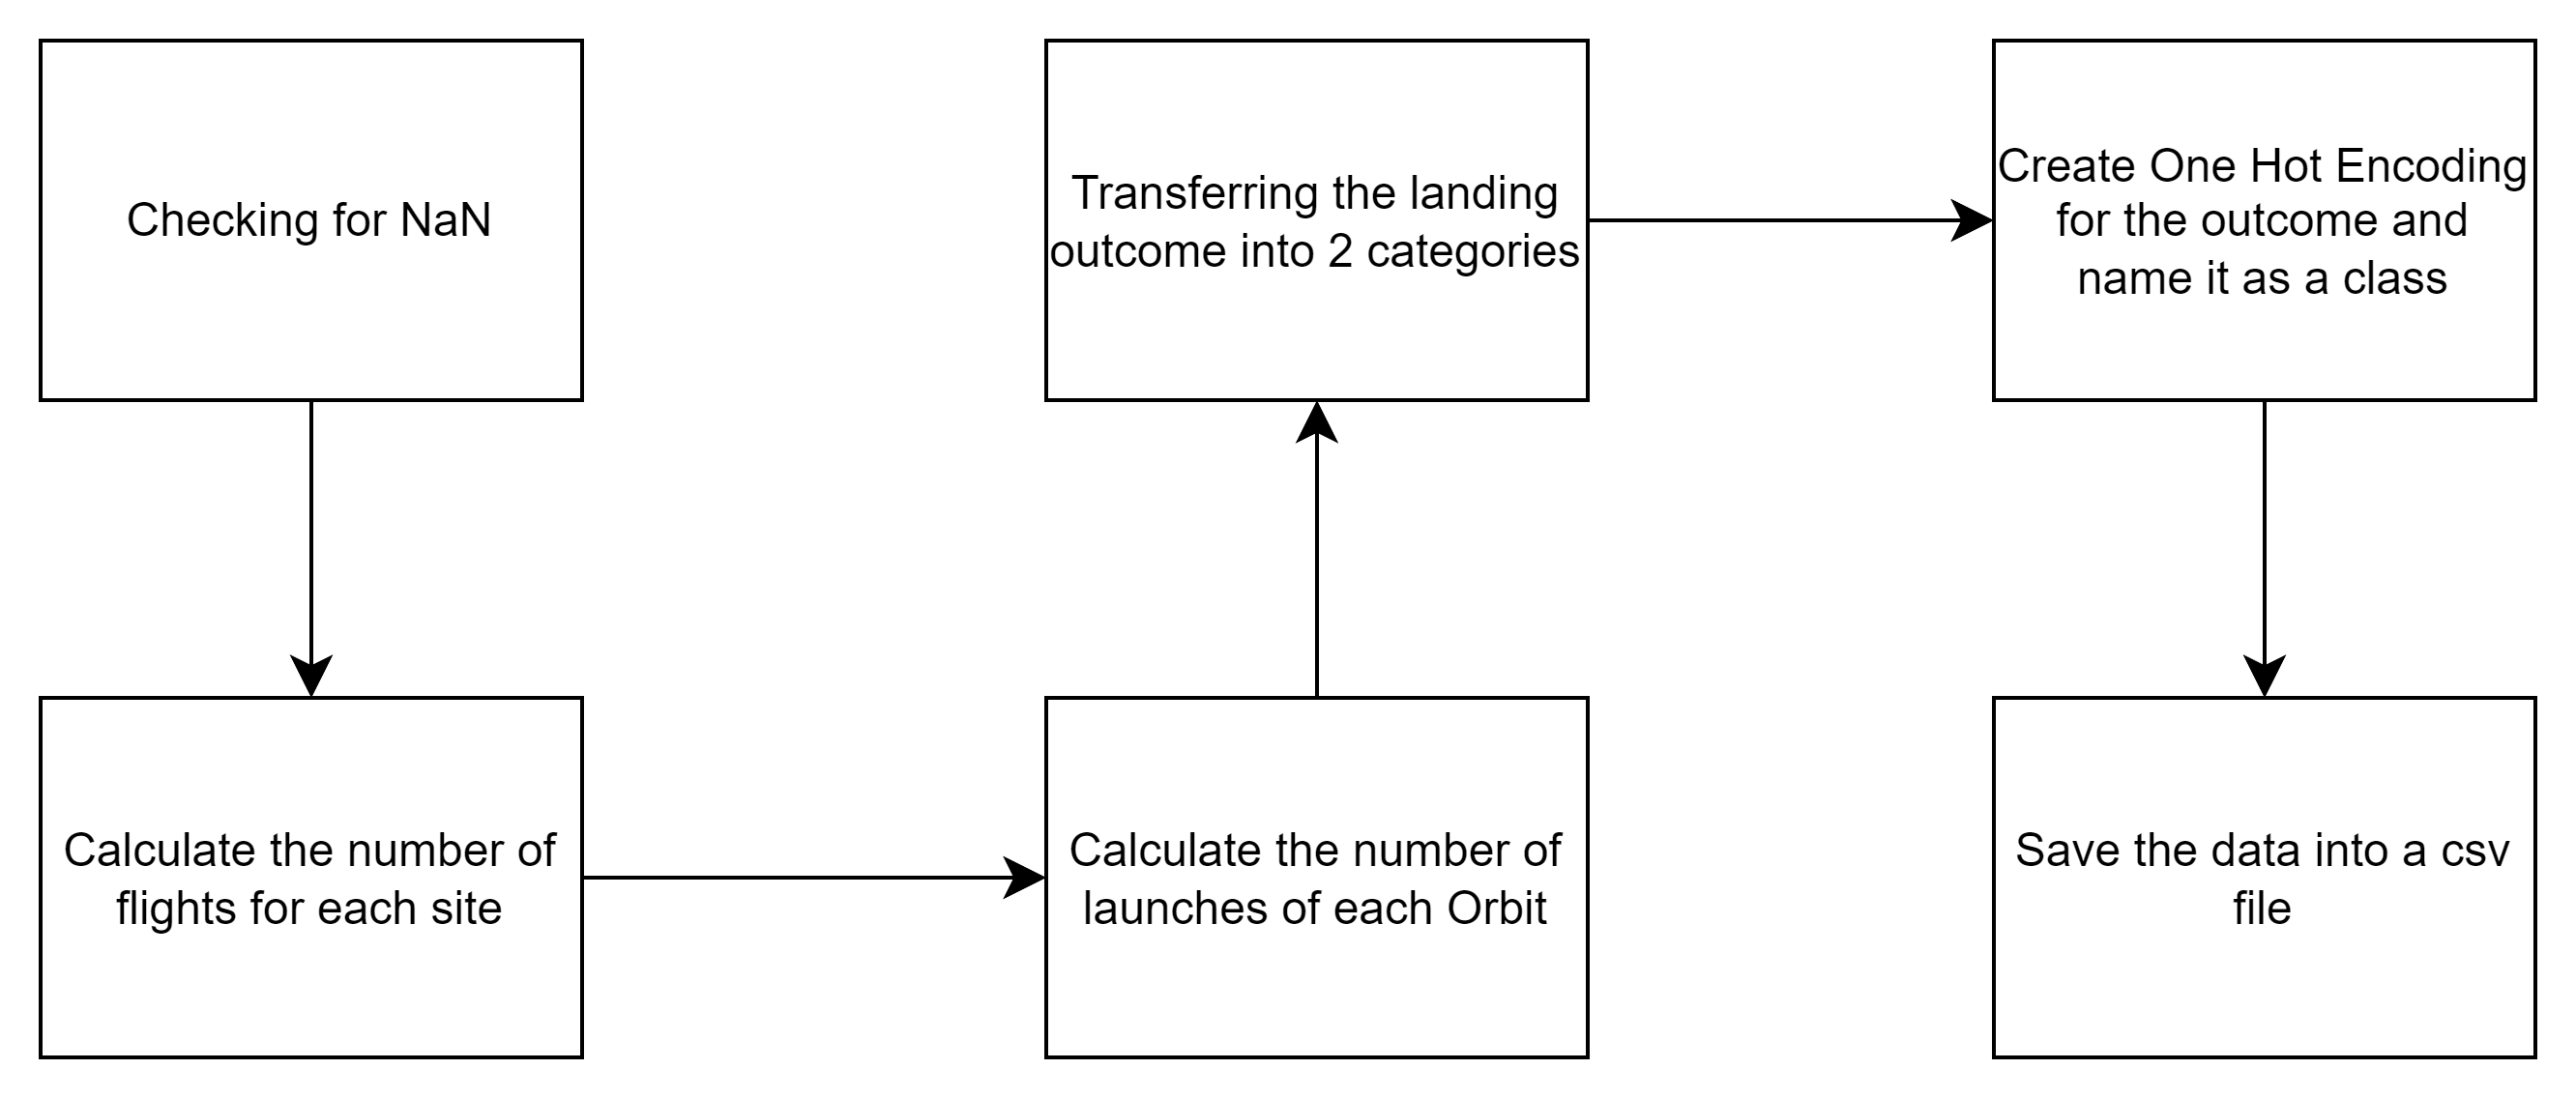 Checking for NaN
Calculate the number of
flights for each site
Calculate the number of
launches of each Orbit
Transferring the landing
outcome into 2 categories
Create One Hot Encoding
for the outcome and
name it as a class
Save the data into a csv
file